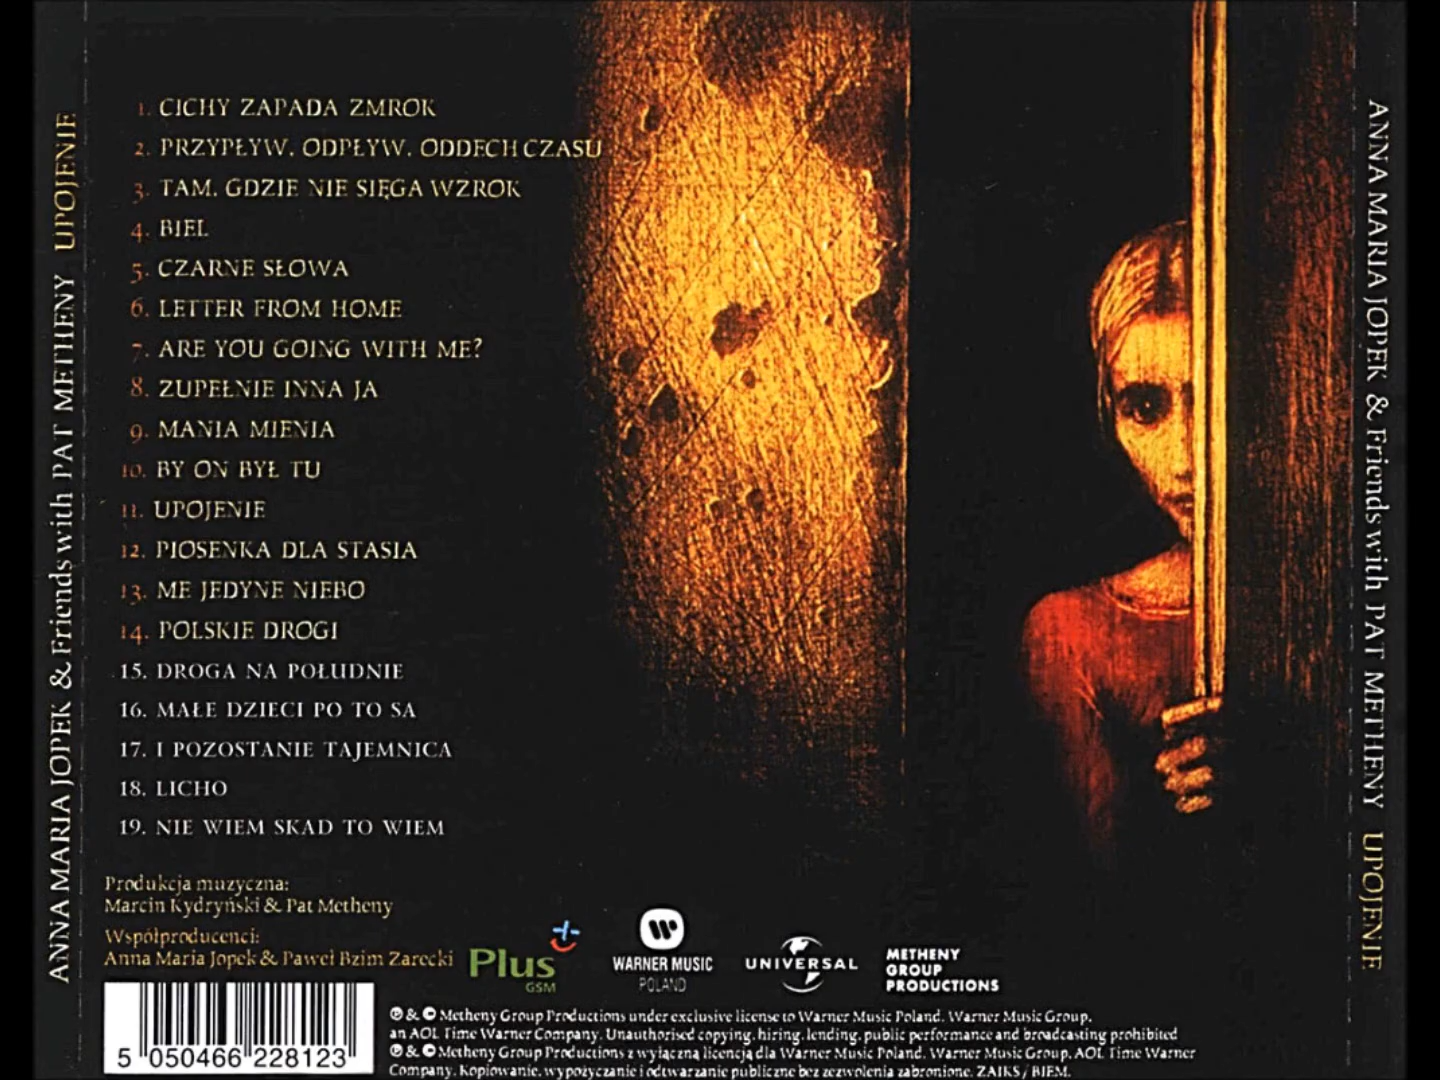 1. CICHY ZAPADA ZMROK
2. PRZYPŁYW, ODPŁYW, ODDECH CZASU
3. TAM, GDZIE NIE SIĘGA WZROK
4. BIEL
5. CZARNE SŁOWA
6. LETTER FROM HOME
7. ARE YOU GOING WITH ME?
8. ZUPEŁNIE INNA JA
9. MANIA MIENIA
10. BY ON BYŁ TU
11. UPOJENIE
12. PIOSENKA DLA STASIA
13. ME JEDYNE NIEBO
14. POLSKIE DROGI
15. DROGA NA POŁUDNIE
16. MAŁE DZIECI PO TO SA
17. I POZOSTANIE TAJEMNICA
18. LICHO
19. NIE WIEM SKAD TO WIEM
Produkcja muzyczna:
Marcin Kydryński & Pat Metheny
Współproducenci:
Anna Maria Jopek & Paweł Bzim Zarecki
Plus
GSM
WARNER MUSIC
POLAND
UNIVERSAL
METHENY
GROUP
PRODUCTIONS
℗ & © Metheny Group Productions under exclusive license to Warner Music Poland, Warner Music Group,
an AOL Time Warner Company. Unauthorised copying, hiring, lending, public performance and broadcasting prohibited
℗ & © Metheny Group Productions z wyłączną licencją dla Warner Music Poland, Warner Music Group, AOL Time Warner
Company. Kopiowanie, wypożyczanie i odtwarzanie publiczne bez zezwolenia zabronione. ZAIKS / BIEM.
5 050466 228123
ANNA MARIA JOPEK & Friends with PAT METHENY UPOJENIE
ANNA MARIA JOPEK & Friends with PAT METHENY UPOJENIE